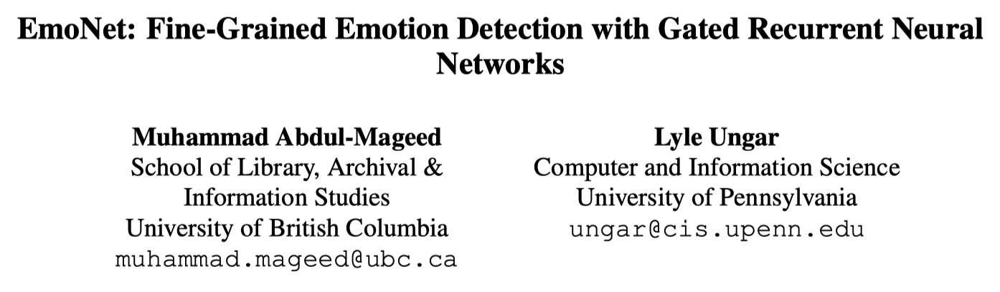 EmoNet: Fine-Grained Emotion Detection with Gated Recurrent Neural
Networks
Muhammad Abdul-Mageed
School of Library, Archival &
Information Studies
University of British Columbia
muhammad.mageed@ubc.ca
Lyle Ungar
Computer and Information Science
University of Pennsylvania
ungar@cis.upenn.edu